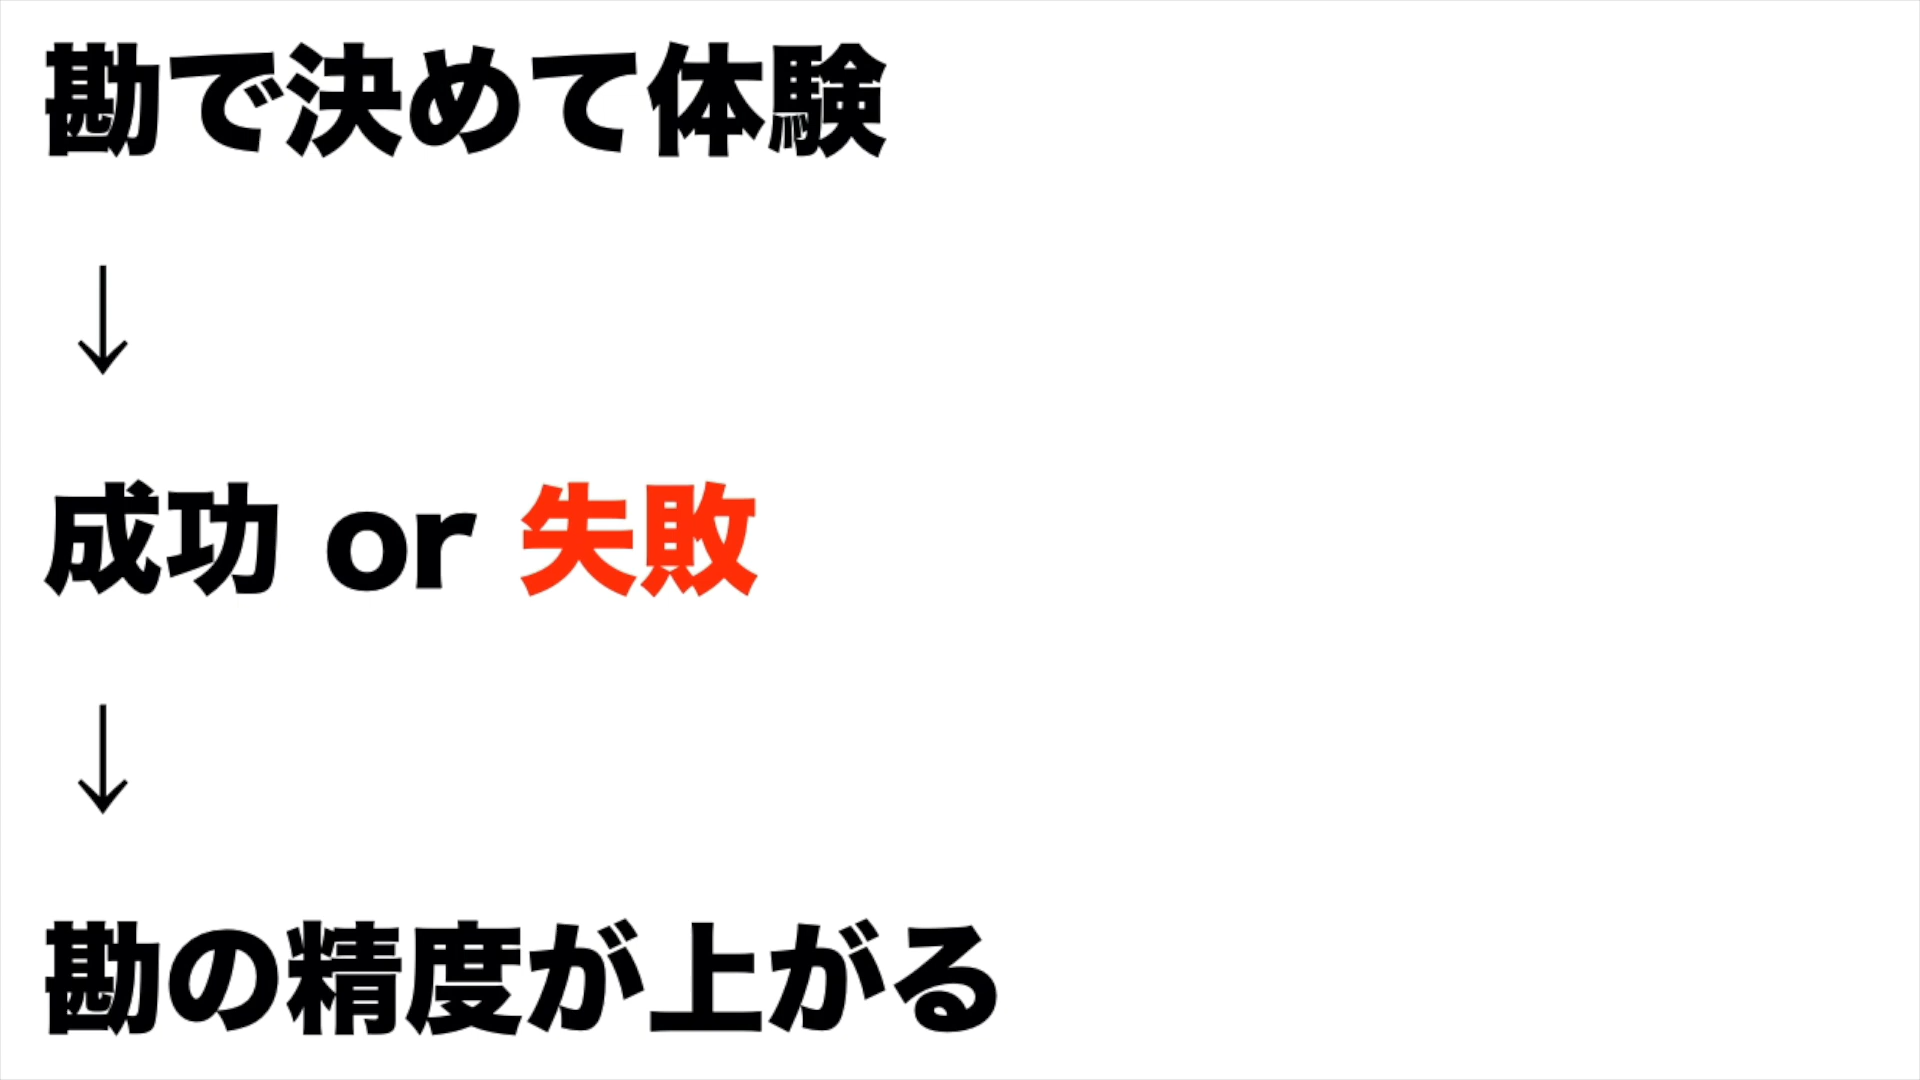 勘で決めて体験
↓
成功 or 失敗
↓
勘の精度が上がる